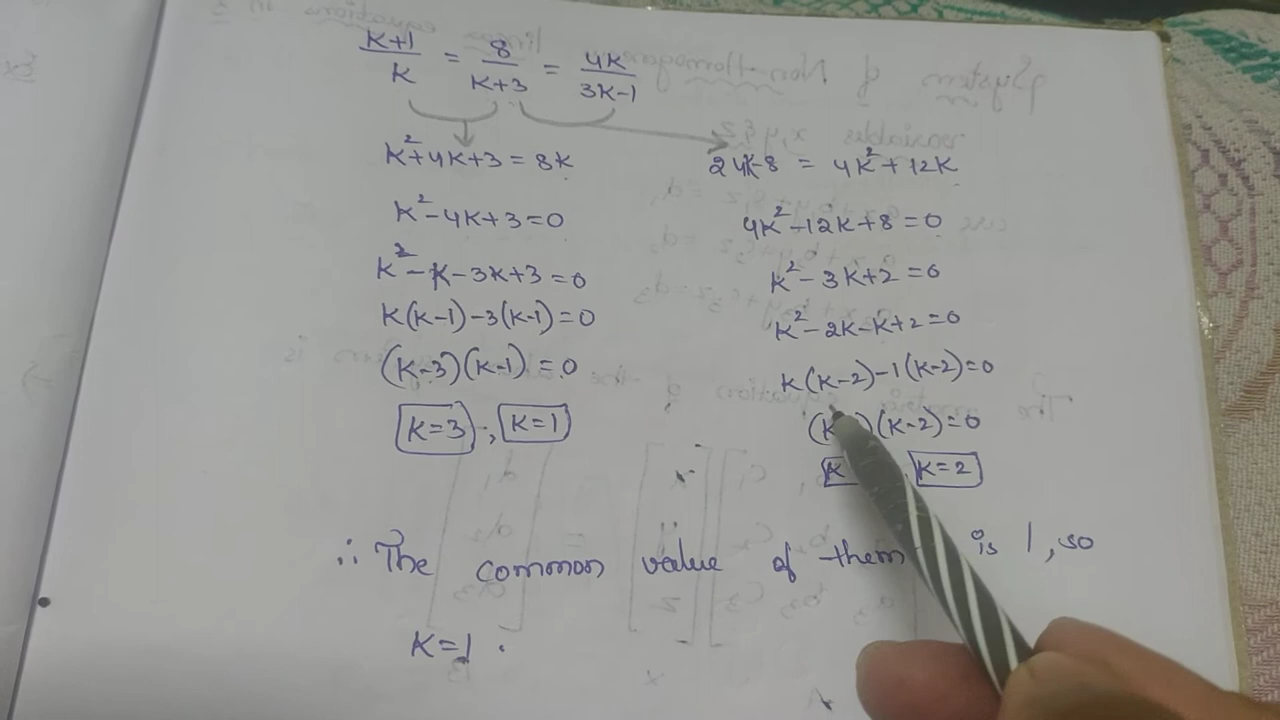 K+1/K = 8/K+3 = 4K/3K-1
K²+4K+3 = 8K
K²-4K+3=0
K²-K-3K+3=0
K(K-1)-3(K-1)=0
(K-3)(K-1)=0
K=3, K=1
24K-8 = 4K²+12K
4K²-12K+8=0
K²-3K+2=0
K²-2K-K+2=0
K(K-2)-1(K-2)=0
(K )(K-2)=0
K , K=2
∴ The common value of them is 1, so
K=1.